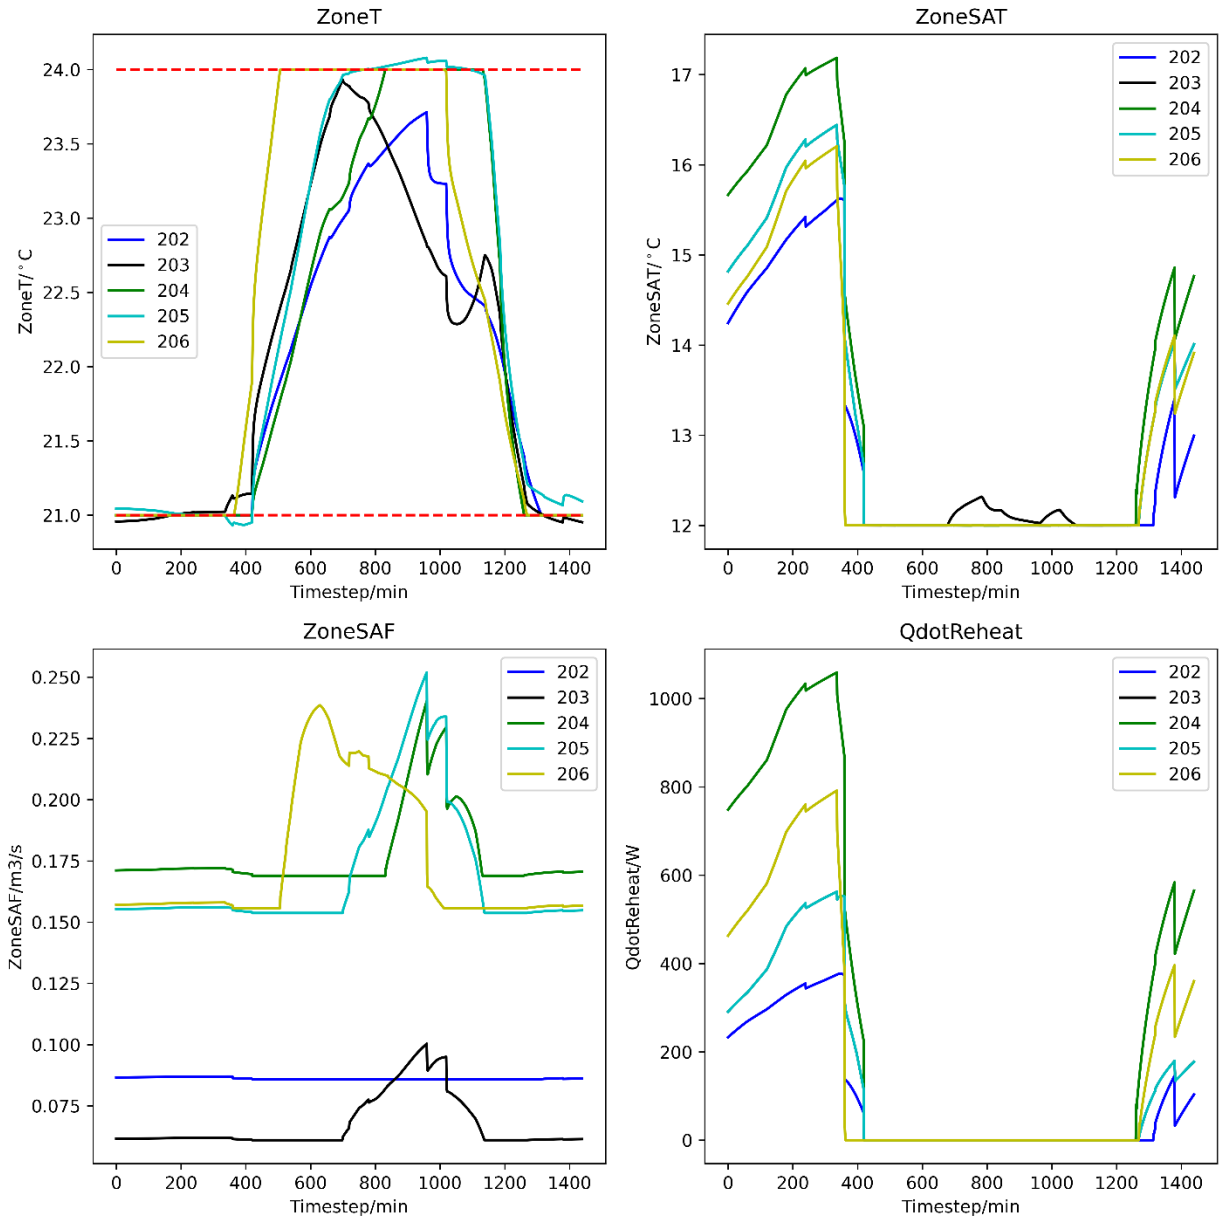 ZoneT
24.0
23.5
23.0
22.5
22.0
21.5
21.0
ZoneT/°C
202
203
204
205
206
0 200 400 600 800 1000 1200 1400
Timestep/min
ZoneSAT
17
16
15
14
13
12
ZoneSAT/°C
202
203
204
205
206
0 200 400 600 800 1000 1200 1400
Timestep/min
ZoneSAF
0.250
0.225
0.200
0.175
0.150
0.125
0.100
0.075
ZoneSAF/m3/s
202
203
204
205
206
0 200 400 600 800 1000 1200 1400
Timestep/min
QdotReheat
1000
800
600
400
200
0
QdotReheat/W
202
203
204
205
206
0 200 400 600 800 1000 1200 1400
Timestep/min